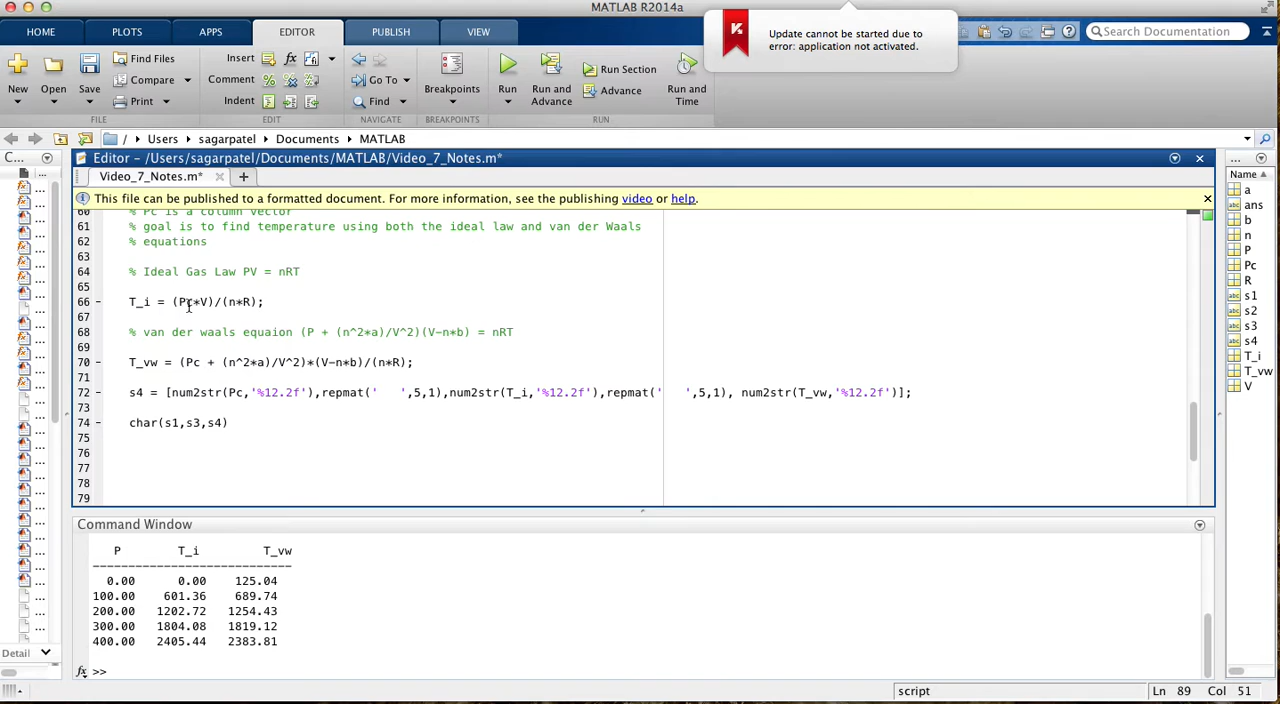 MATLAB R2014a
HOME PLOTS APPS EDITOR PUBLISH VIEW
Update cannot be started due to
error: application not activated.
Search Documentation
New Open Save Find Files Compare Print
Insert Comment Indent
Go To Find
Breakpoints
Run Run and Advance Run Section Advance Run and Time
FILE EDIT NAVIGATE BREAKPOINTS RUN
/ Users sagarpatel Documents MATLAB
C... Editor - /Users/sagarpatel/Documents/MATLAB/Video_7_Notes.m* ...
Video_7_Notes.m* × + Name
This file can be published to a formatted document. For more information, see the publishing video or help.
60 % Pc is a column vector
61 % goal is to find temperature using both the ideal law and van der Waals
62 % equations
63
64 % Ideal Gas Law PV = nRT
65
66 - T_i = (Pc*V)/(n*R);
67
68 % van der waals equaion (P + (n^2*a)/V^2)(V-n*b) = nRT
69
70 - T_vw = (Pc + (n^2*a)/V^2)*(V-n*b)/(n*R);
71
72 - s4 = [num2str(Pc,'%12.2f'),repmat('   ',5,1),num2str(T_i,'%12.2f'),repmat('   ',5,1), num2str(T_vw,'%12.2f')];
73
74 - char(s1,s3,s4)
75
76
77
78
79
a
ans
b
n
P
Pc
R
s1
s2
s3
s4
T_i
T_vw
V
Command Window
P T_i T_vw
----------------------------
0.00 0.00 125.04
100.00 601.36 689.74
200.00 1202.72 1254.43
300.00 1804.08 1819.12
400.00 2405.44 2383.81
fx >>
Detail
script Ln 89 Col 51